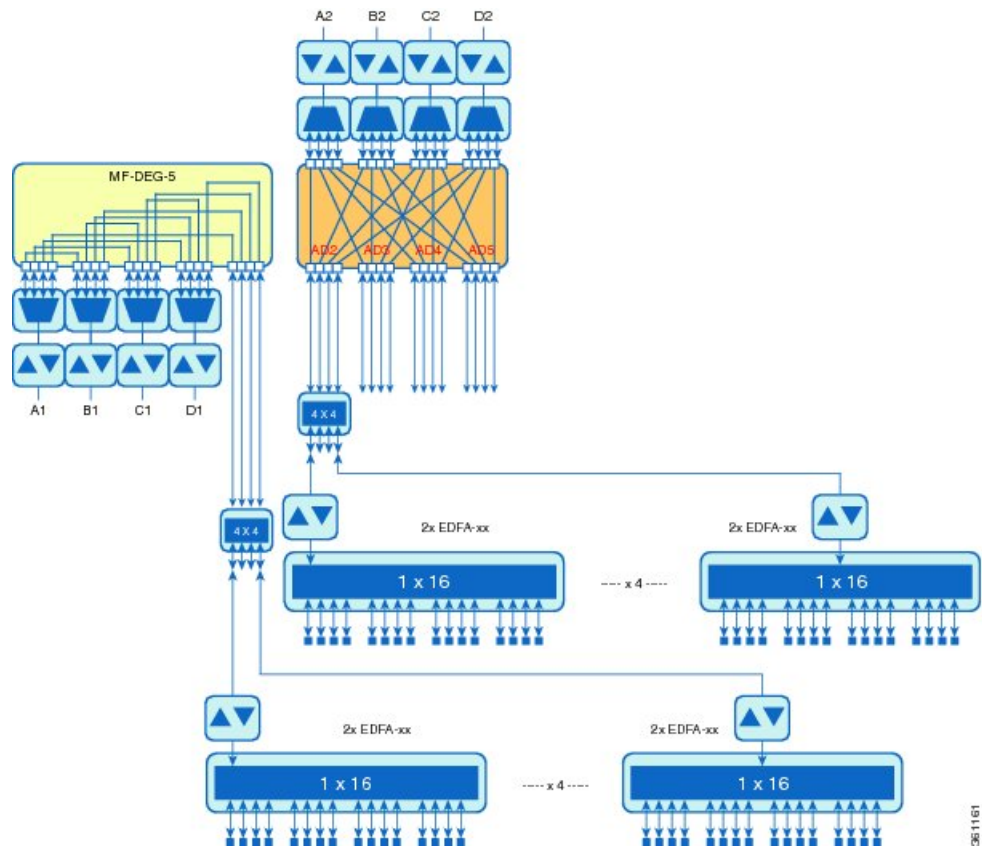 A2 B2 C2 D2
MF-DEG-5
AD2 AD3 AD4 AD5
A1 B1 C1 D1
4 X 4
4 X 4
2x EDFA-xx
2x EDFA-xx
1 x 16
----- x 4 -----
1 x 16
2x EDFA-xx
2x EDFA-xx
1 x 16
----- x 4 -----
1 x 16
361161